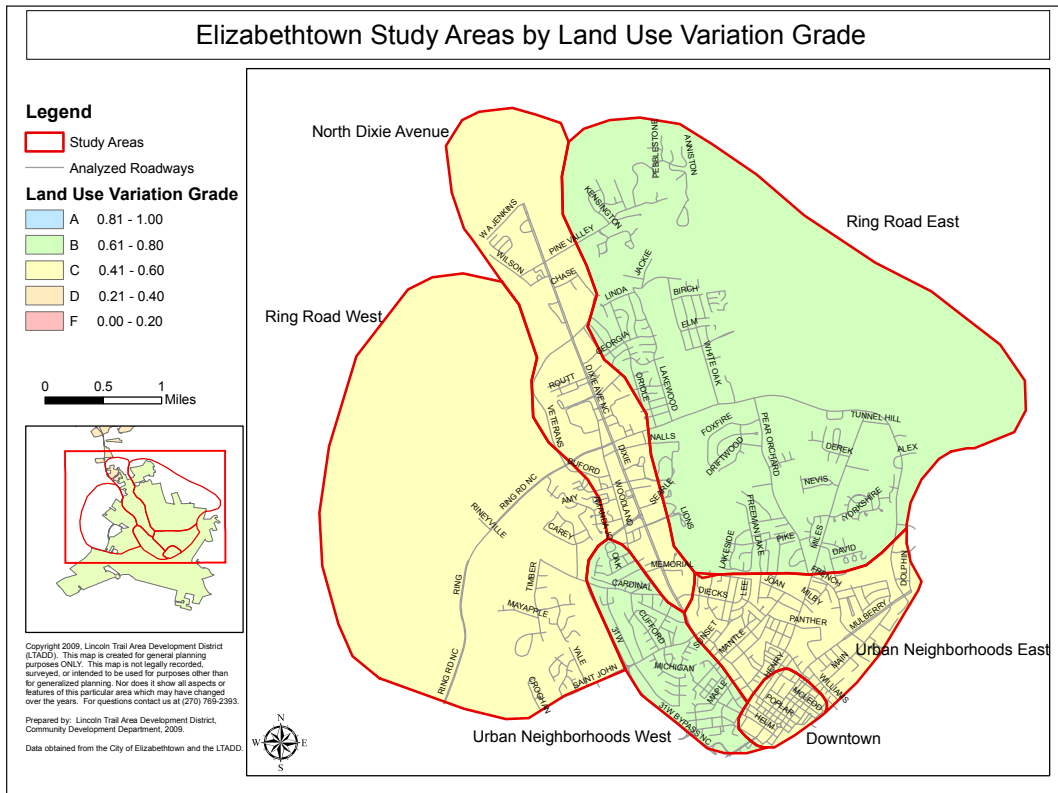 Elizabethtown Study Areas by Land Use Variation Grade
Legend
Study Areas
Analyzed Roadways
Land Use Variation Grade
A 0.81 - 1.00
B 0.61 - 0.80
C 0.41 - 0.60
D 0.21 - 0.40
F 0.00 - 0.20
0 0.5 1
Miles
Copyright 2009, Lincoln Trail Area Development District
(LTADD). This map is created for general planning
purposes ONLY. This map is not legally recorded,
surveyed, or intended to be used for purposes other than
for generalized planning. Nor does it show all aspects or
features of this particular area which may have changed
over the years. For questions contact us at (270) 769-2393.
Prepared by: Lincoln Trail Area Development District,
Community Development Department, 2009.
Data obtained from the City of Elizabethtown and the LTADD.
North Dixie Avenue
Ring Road East
Ring Road West
Urban Neighborhoods East
Urban Neighborhoods West
Downtown
N
W
E
S
PEBBLESTONE
ANNISTON
KENSINGTON
W A JENKINS
PINE VALLEY
WILSON
CHASE
JACKIE
LINDA
BIRCH
ELM
GEORGIA
WHITE OAK
ROUTT
DIXIE AVE NC
ORIOLE
LAKEWOOD
VETERANS
FOXFIRE
PEAR ORCHARD
TUNNEL HILL
NALLS
DRIFTWOOD
DEREK
ALEX
DIXIE
BUFORD
SEARLE
NEVIS
RING RD NC
WOODLAND
AMY
RINEYVILLE
LIONS
FREEMAN LAKE
YORKSHIRE
CAREY
LAKESIDE
PIKE
MILES
DAVID
OAK
MEMORIAL
FRENCH
DOLPHIN
CARDINAL
DIECKS
LEE
JOAN
MILBY
TIMBER
RING
MAYAPPLE
CLIFFORD
31W
SUNSET
MANTLE
PANTHER
MULBERRY
YALE
MICHIGAN
HENRY
MAIN
SAINT JOHN
MAPLE
WILLIAMS
RING RD NC
CROGHAN
POPLAR
MCLEOD
HELM
31W BYPASS NC